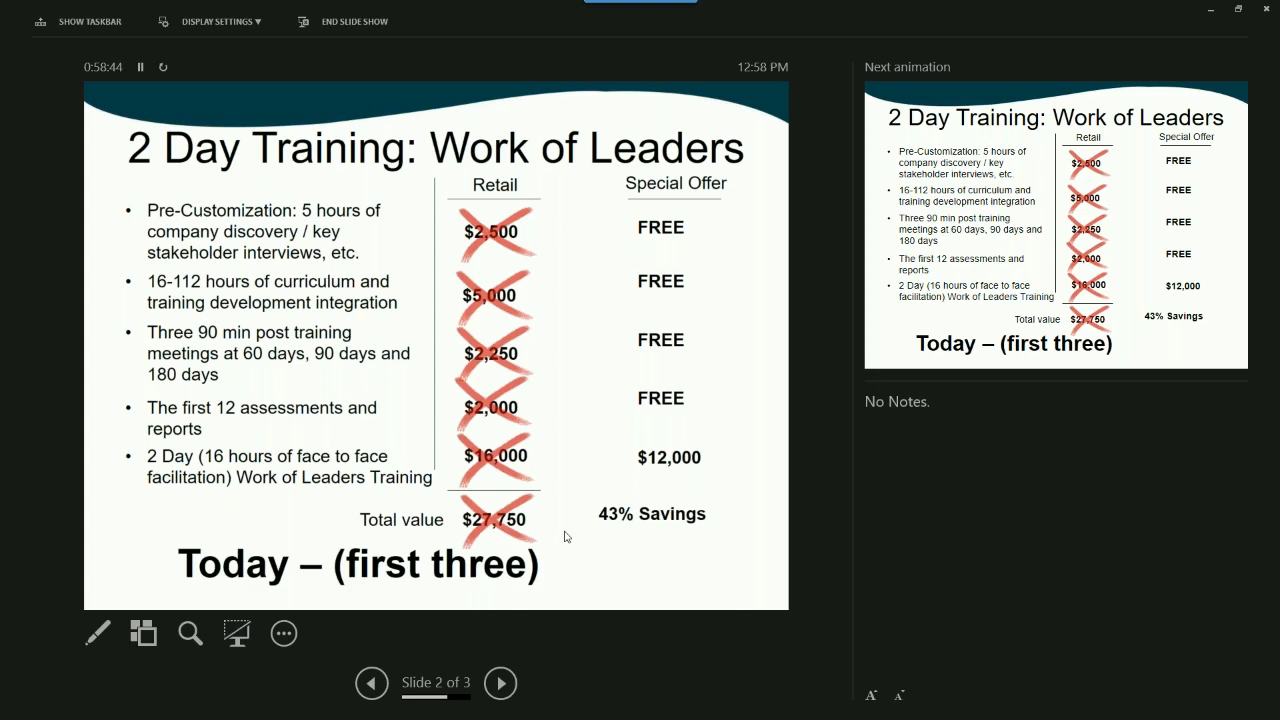 SHOW TASKBAR
DISPLAY SETTINGS ▼
END SLIDE SHOW
0:58:44
12:58 PM
2 Day Training: Work of Leaders
Retail
Special Offer
• Pre-Customization: 5 hours of
company discovery / key
stakeholder interviews, etc.
$2,500
FREE
• 16-112 hours of curriculum and
training development integration
$5,000
FREE
• Three 90 min post training
meetings at 60 days, 90 days and
180 days
$2,250
FREE
• The first 12 assessments and
reports
$2,000
FREE
• 2 Day (16 hours of face to face
facilitation) Work of Leaders Training
$16,000
$12,000
Total value
$27,750
43% Savings
Today – (first three)
Slide 2 of 3
Next animation
2 Day Training: Work of Leaders
Retail
Special Offer
• Pre-Customization: 5 hours of
company discovery / key
stakeholder interviews, etc.
$2,500
FREE
• 16-112 hours of curriculum and
training development integration
$5,000
FREE
• Three 90 min post training
meetings at 60 days, 90 days and
180 days
$2,250
FREE
• The first 12 assessments and
reports
$2,000
FREE
• 2 Day (16 hours of face to face
facilitation) Work of Leaders Training
$16,000
$12,000
Total value
$27,750
43% Savings
Today – (first three)
No Notes.
A A